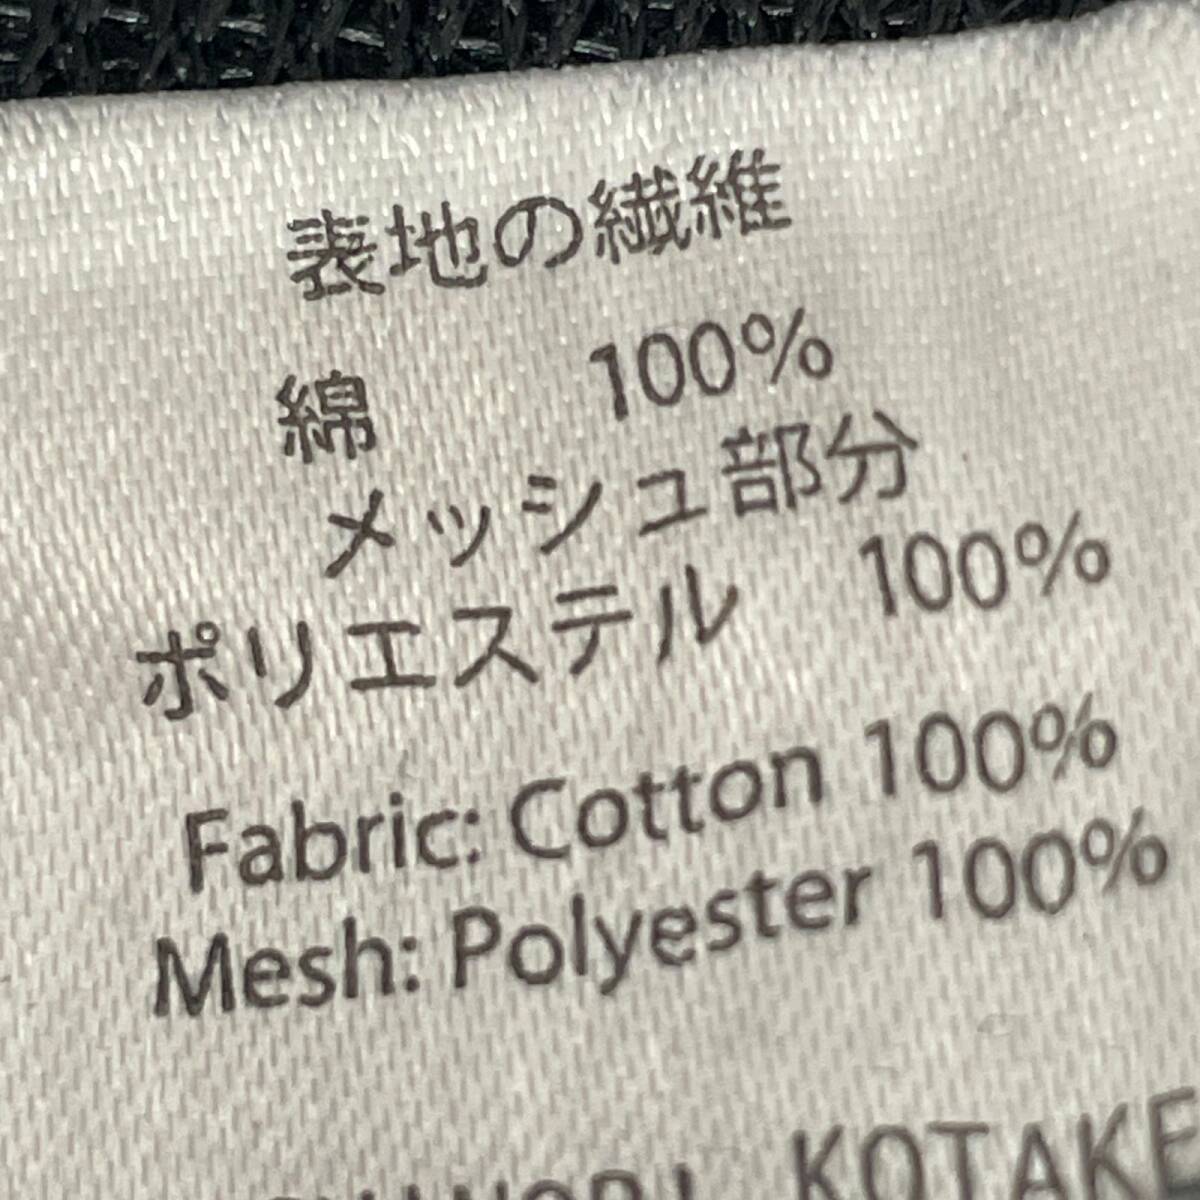 表地の繊維
綿 100%
メッシュ部分
ポリエステル 100%
Fabric: Cotton 100%
Mesh: Polyester 100%
KOTAKE